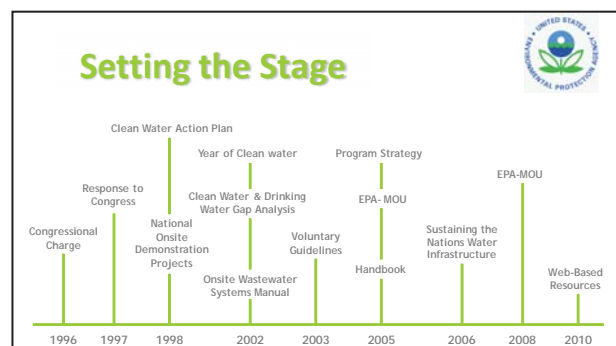 Setting the Stage
UNITED STATES
ENVIRONMENTAL PROTECTION AGENCY
Clean Water Action Plan
Year of Clean water
Program Strategy
EPA-MOU
Response to
Congress
Clean Water & Drinking
Water Gap Analysis
EPA- MOU
Congressional
Charge
National
Onsite
Demonstration
Projects
Voluntary
Guidelines
Sustaining the
Nations Water
Infrastructure
Onsite Wastewater
Systems Manual
Handbook
Web-Based
Resources
1996 1997 1998 2002 2003 2005 2006 2008 2010